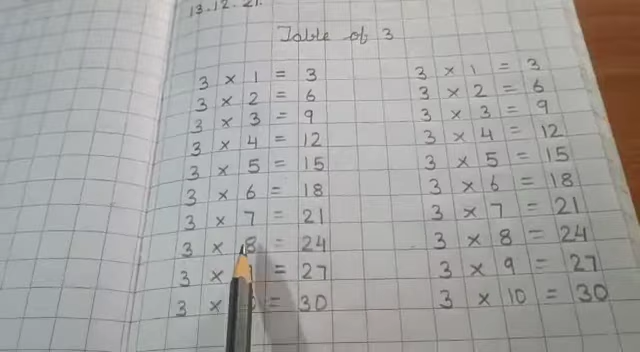 13.12.21.
Table of 3
3 x 1 = 3
3 x 2 = 6
3 x 3 = 9
3 x 4 = 12
3 x 5 = 15
3 x 6 = 18
3 x 7 = 21
3 x 8 = 24
3 x = 27
3 x = 30
3 x 1 = 3
3 x 2 = 6
3 x 3 = 9
3 x 4 = 12
3 x 5 = 15
3 x 6 = 18
3 x 7 = 21
3 x 8 = 24
3 x 9 = 27
3 x 10 = 30